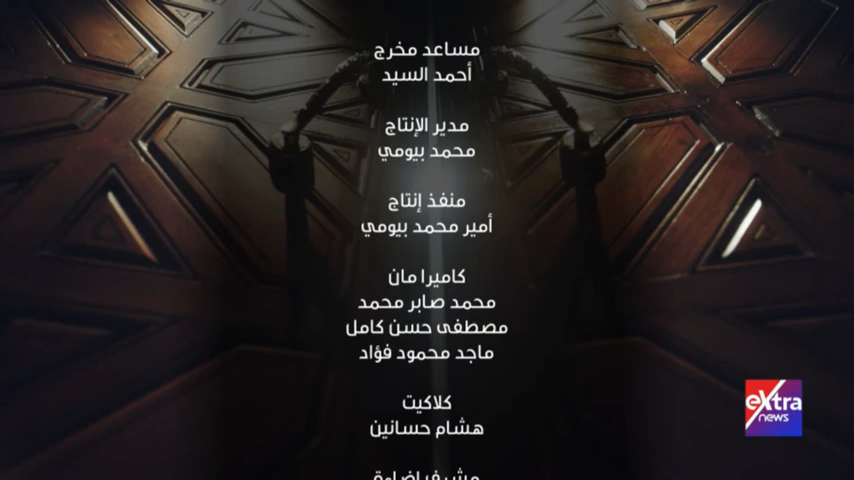 مساعد مخرج
أحمد السيد
مدير الإنتاج
محمد بيومي
منفذ إنتاج
أمير محمد بيومي
كاميرا مان
محمد صابر محمد
مصطفى حسن كامل
ماجد محمود فؤاد
كلاكيت
هشام حسانين
eXtra
news